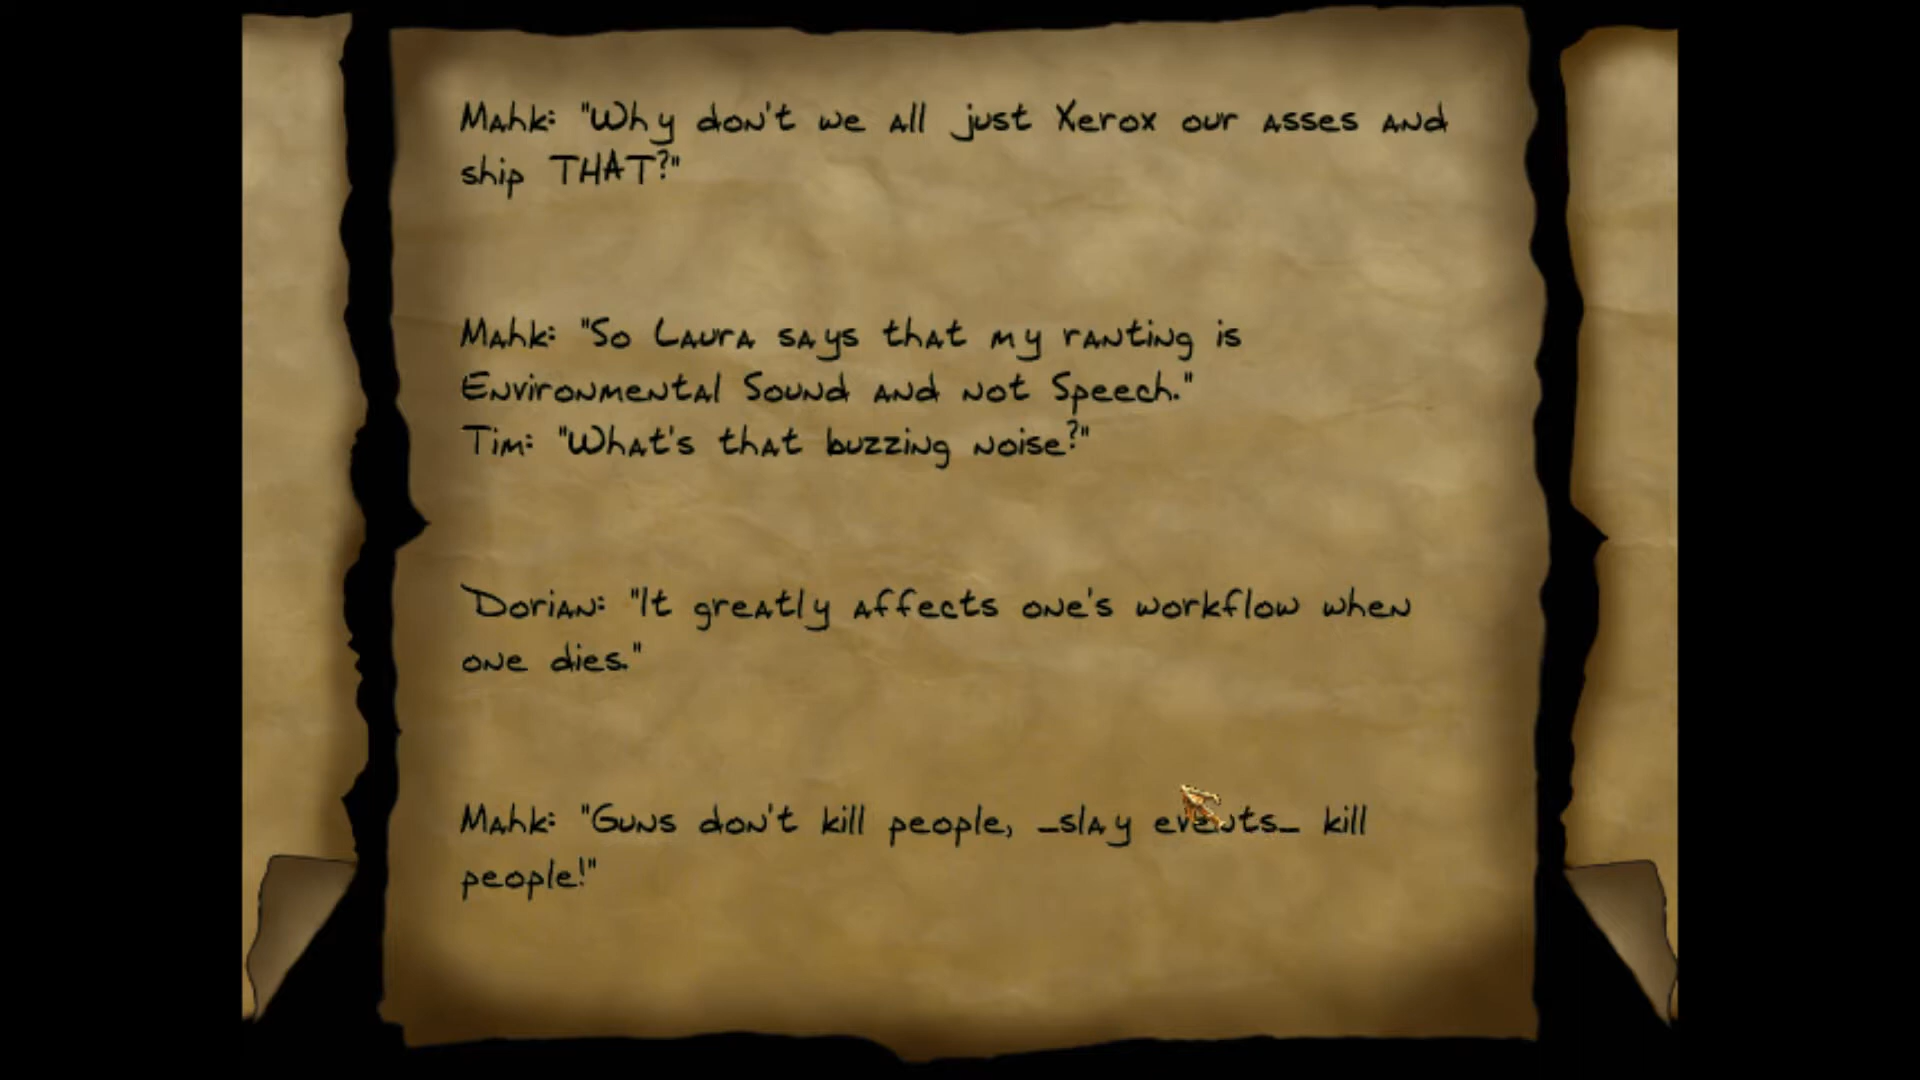 Mahk: "Why don't we all just Xerox our asses and
ship THAT?"
Mahk: "So Laura says that my ranting is
Environmental Sound and not Speech."
Tim: "What's that buzzing noise?"
Dorian: "It greatly affects one's workflow when
one dies."
Mahk: "Guns don't kill people, _slay events_ kill
people!"